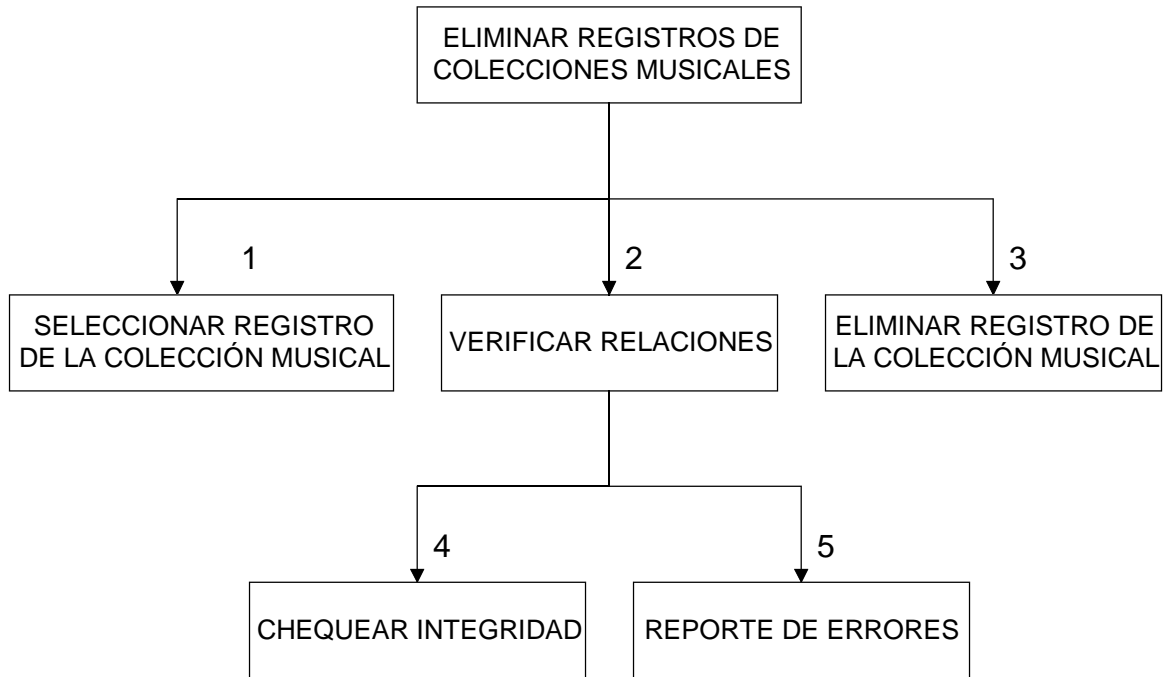 ELIMINAR REGISTROS DE
COLECCIONES MUSICALES
1
2
3
SELECCIONAR REGISTRO
DE LA COLECCIÓN MUSICAL
VERIFICAR RELACIONES
ELIMINAR REGISTRO DE
LA COLECCIÓN MUSICAL
4
5
CHEQUEAR INTEGRIDAD
REPORTE DE ERRORES